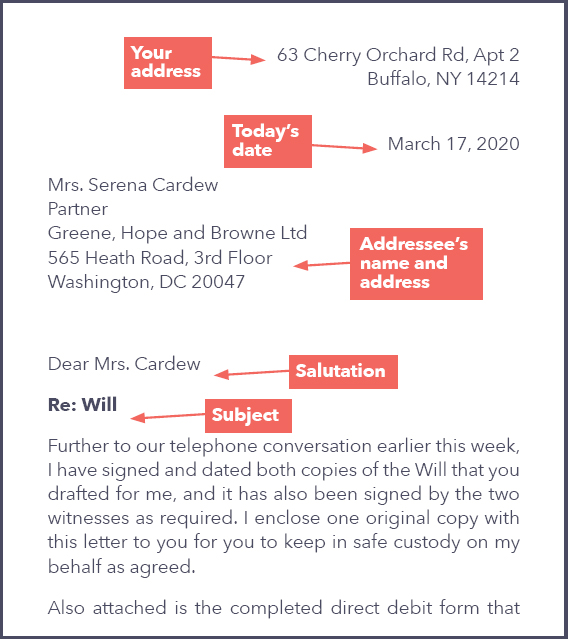 Your
address
63 Cherry Orchard Rd, Apt 2
Buffalo, NY 14214
Today's
date
March 17, 2020
Mrs. Serena Cardew
Partner
Greene, Hope and Browne Ltd
565 Heath Road, 3rd Floor
Washington, DC 20047
Addressee's
name and
address
Dear Mrs. Cardew
Salutation
Re: Will
Subject
Further to our telephone conversation earlier this week,
I have signed and dated both copies of the Will that you
drafted for me, and it has also been signed by the two
witnesses as required. I enclose one original copy with
this letter to you for you to keep in safe custody on my
behalf as agreed.
Also attached is the completed direct debit form that